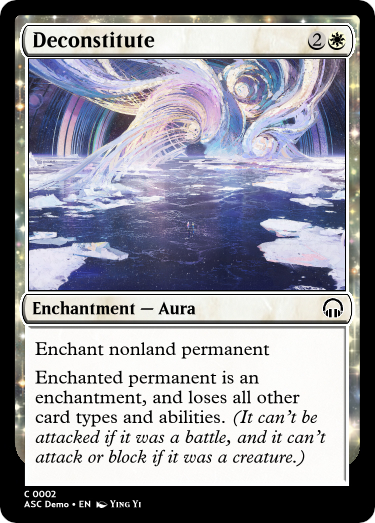 Deconstitute 2
Enchantment — Aura
Enchant nonland permanent
Enchanted permanent is an
enchantment, and loses all other
card types and abilities. (It can't be
attacked if it was a battle, and it can't
attack or block if it was a creature.)
C 0002
ASC Demo • EN Ying Yi